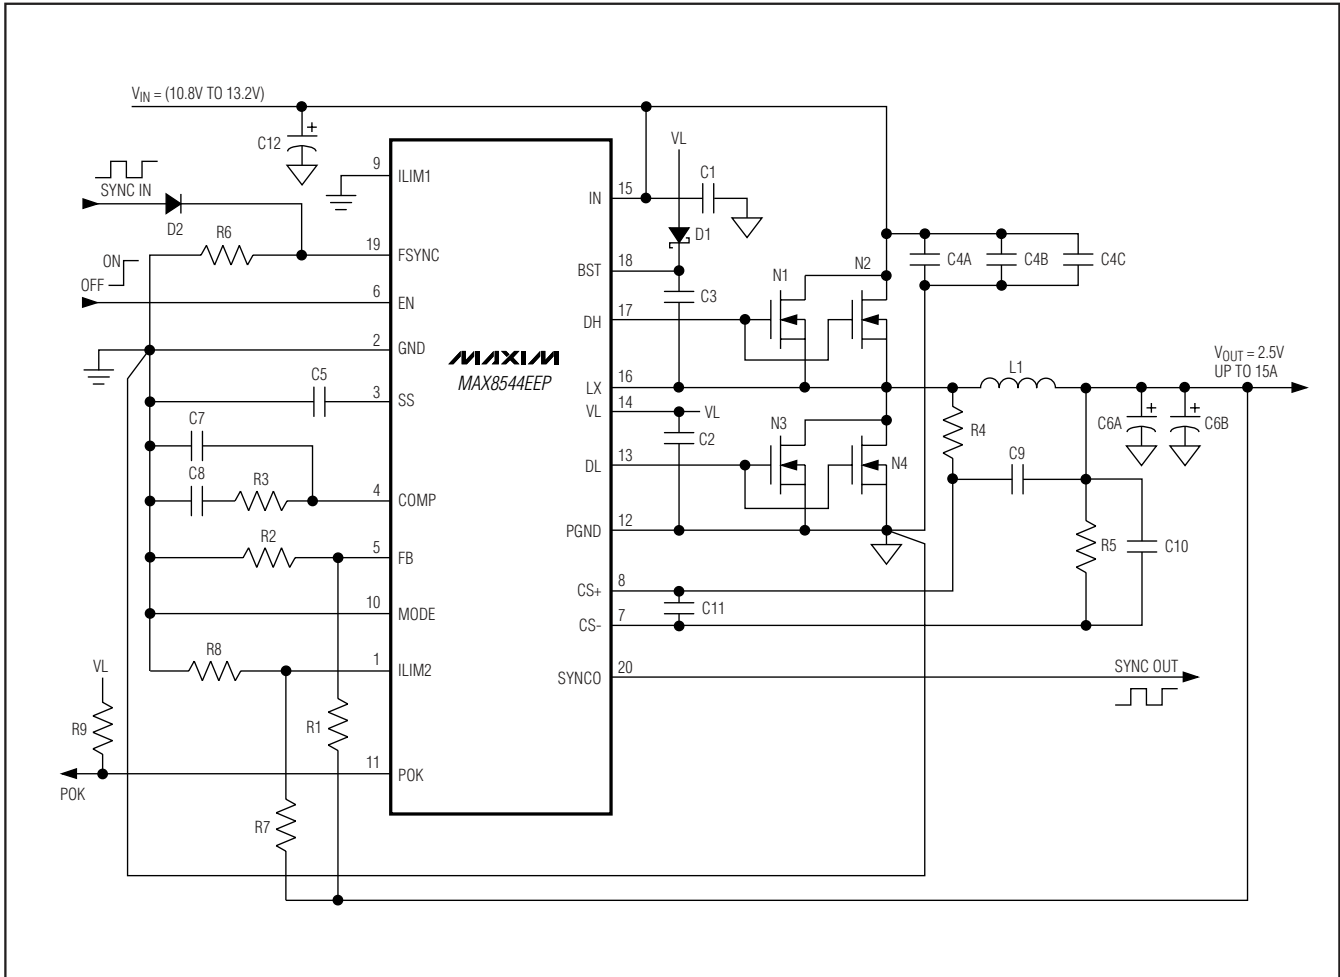 V_IN = (10.8V TO 13.2V)
C12
SYNC IN
D2
R6
ON
OFF
9
ILIM1
19
FSYNC
6
EN
2
GND
C5
3
SS
C7
C8
R3
4
COMP
R2
5
FB
10
MODE
R8
1
ILIM2
VL
R9
R1
11
POK
POK
R7
MAXIM
MAX8544EEP
VL
IN
15
C1
D1
BST
18
C3
N1
N2
C4A
C4B
C4C
DH
17
LX
16
L1
V_OUT = 2.5V
UP TO 15A
VL
14
VL
C2
N3
N4
R4
C6A
C6B
DL
13
C9
PGND
12
R5
C10
CS+
8
C11
CS-
7
SYNCO
20
SYNC OUT